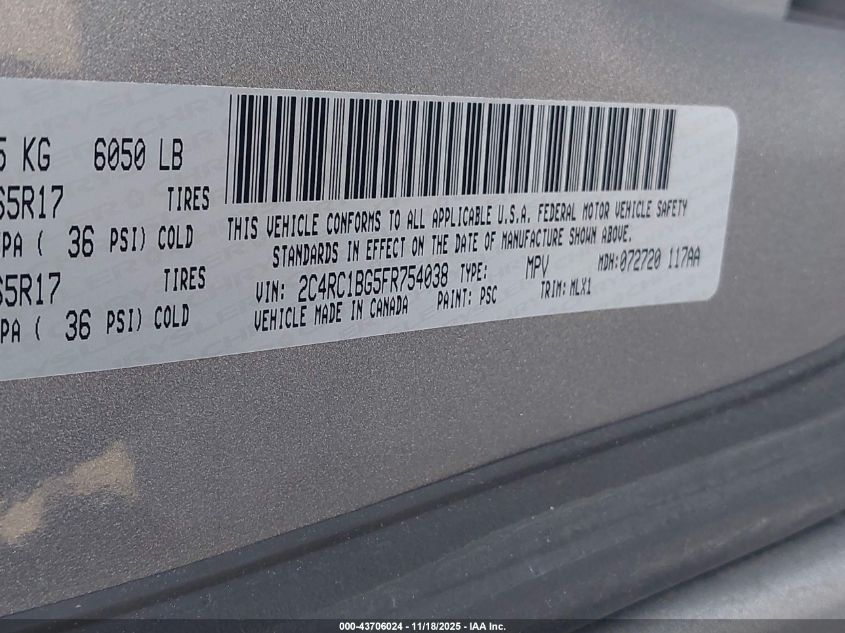 5 KG 6050 LB
65R17 TIRES
PA ( 36 PSI) COLD
65R17 TIRES
PA ( 36 PSI) COLD
THIS VEHICLE CONFORMS TO ALL APPLICABLE U.S.A. FEDERAL MOTOR VEHICLE SAFETY
STANDARDS IN EFFECT ON THE DATE OF MANUFACTURE SHOWN ABOVE.
VIN: 2C4RC1BG5FR754038 TYPE: MPV MDH:072720 117AA
VEHICLE MADE IN CANADA PAINT: PSC TRIM: MLX1
000-43706024 - 11/18/2025 - IAA Inc.